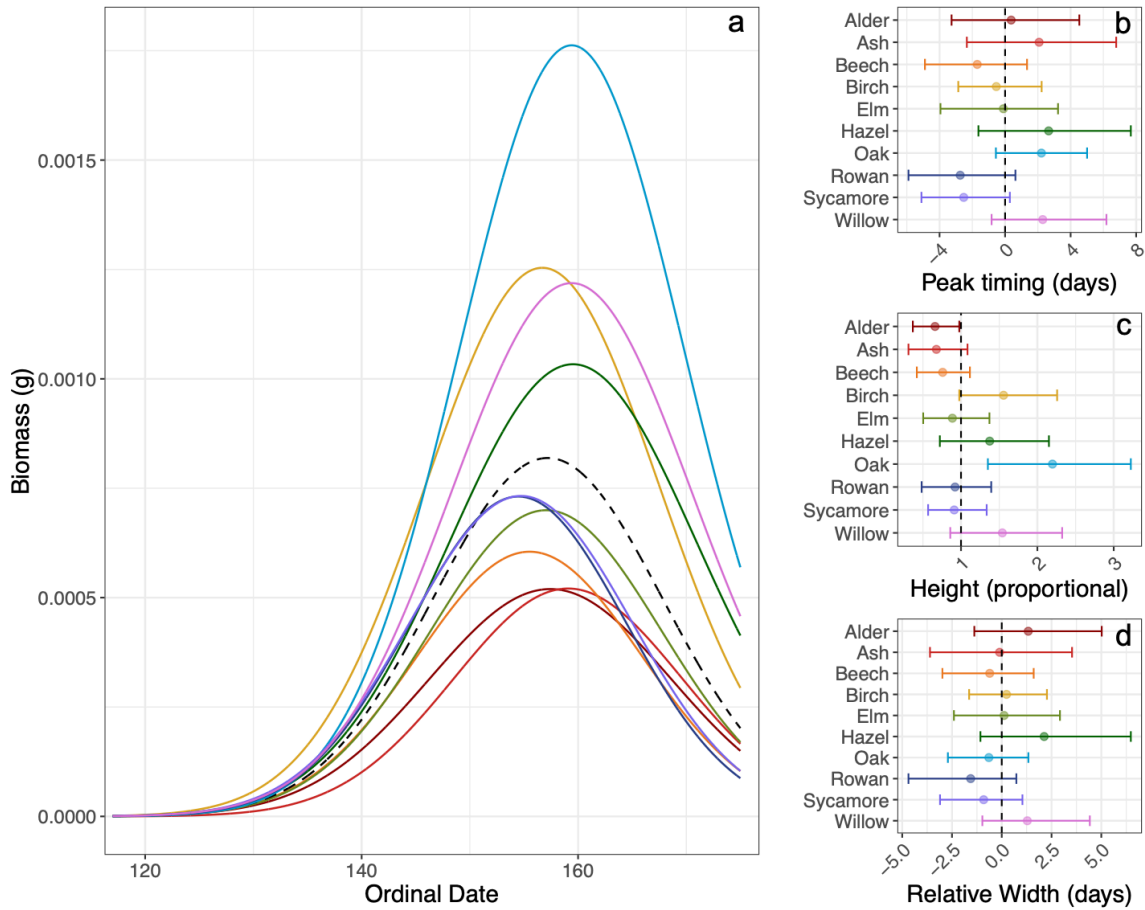 a
Biomass (g)
0.0015
0.0010
0.0005
0.0000
120
140
160
Ordinal Date
b
Alder
Ash
Beech
Birch
Elm
Hazel
Oak
Rowan
Sycamore
Willow
−4
0
4
8
Peak timing (days)
c
Alder
Ash
Beech
Birch
Elm
Hazel
Oak
Rowan
Sycamore
Willow
1
2
3
Height (proportional)
d
Alder
Ash
Beech
Birch
Elm
Hazel
Oak
Rowan
Sycamore
Willow
−5.0
−2.5
0.0
2.5
5.0
Relative Width (days)